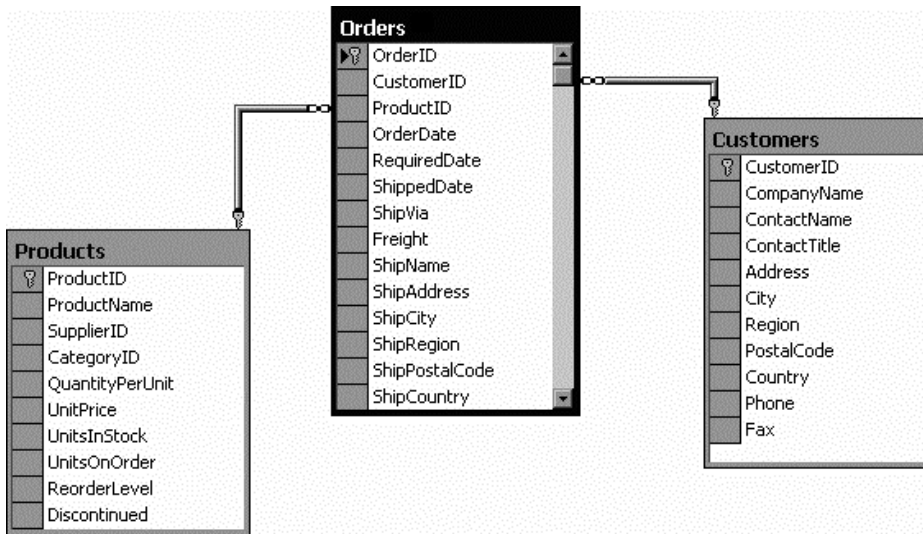 Orders
OrderID
CustomerID
ProductID
OrderDate
RequiredDate
ShippedDate
ShipVia
Freight
ShipName
ShipAddress
ShipCity
ShipRegion
ShipPostalCode
ShipCountry
Products
ProductID
ProductName
SupplierID
CategoryID
QuantityPerUnit
UnitPrice
UnitsInStock
UnitsOnOrder
ReorderLevel
Discontinued
Customers
CustomerID
CompanyName
ContactName
ContactTitle
Address
City
Region
PostalCode
Country
Phone
Fax